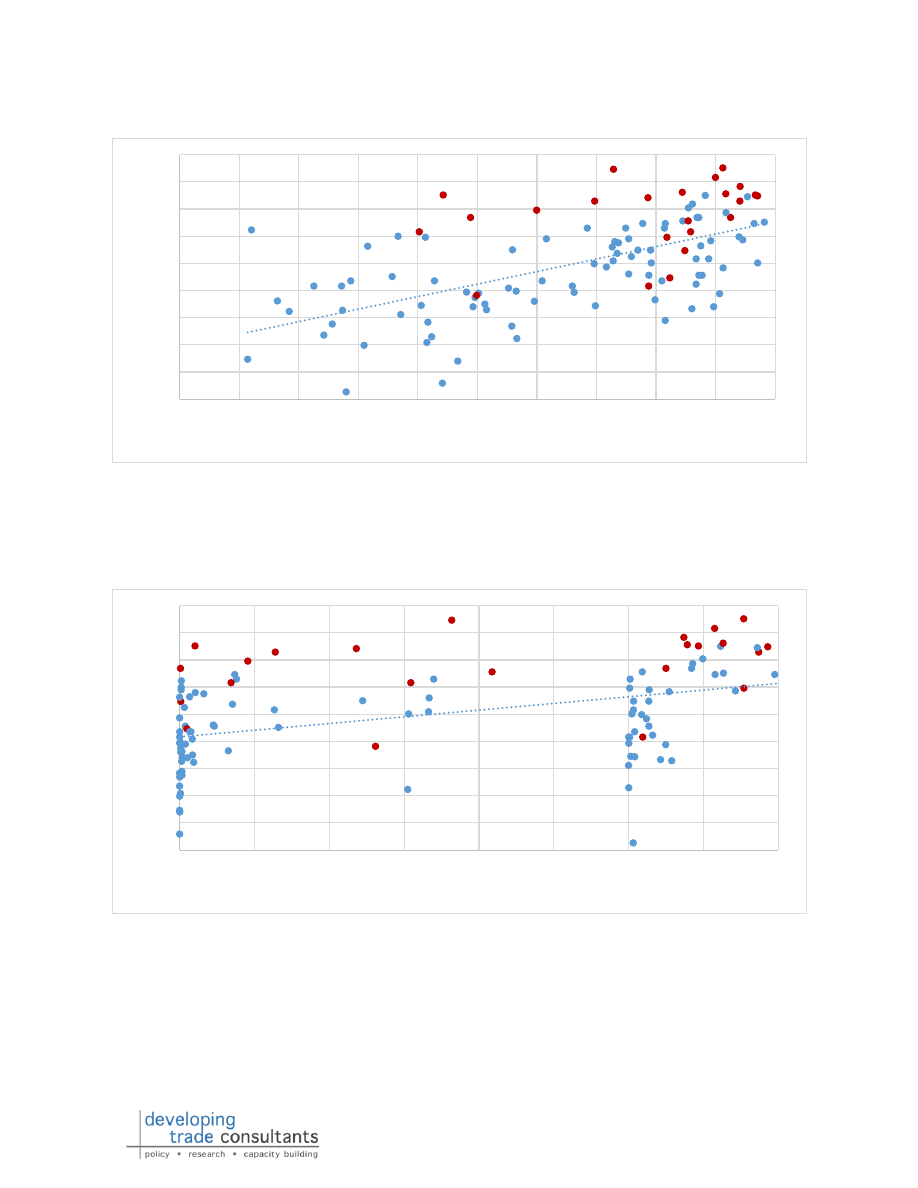 developing
trade consultants
policy • research • capacity building